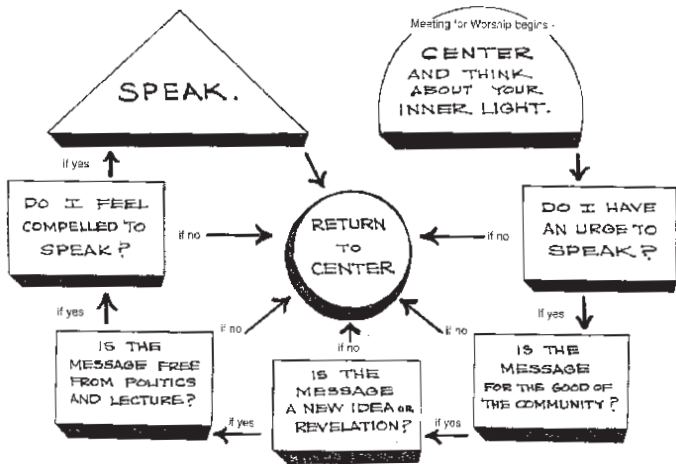 Meeting for Worship begins -
CENTER
AND THINK
ABOUT YOUR
INNER LIGHT.
DO I HAVE
AN URGE TO
SPEAK?
if no
If yes
IS THE
MESSAGE
FOR THE GOOD OF
THE COMMUNITY?
if no
if yes
IS THE
MESSAGE
A NEW IDEA OR
REVELATION?
if no
if yes
IS THE
MESSAGE FREE
FROM POLITICS
AND LECTURE?
if no
if yes
DO I FEEL
COMPELLED TO
SPEAK?
if no
if yes
SPEAK.
RETURN
TO
CENTER